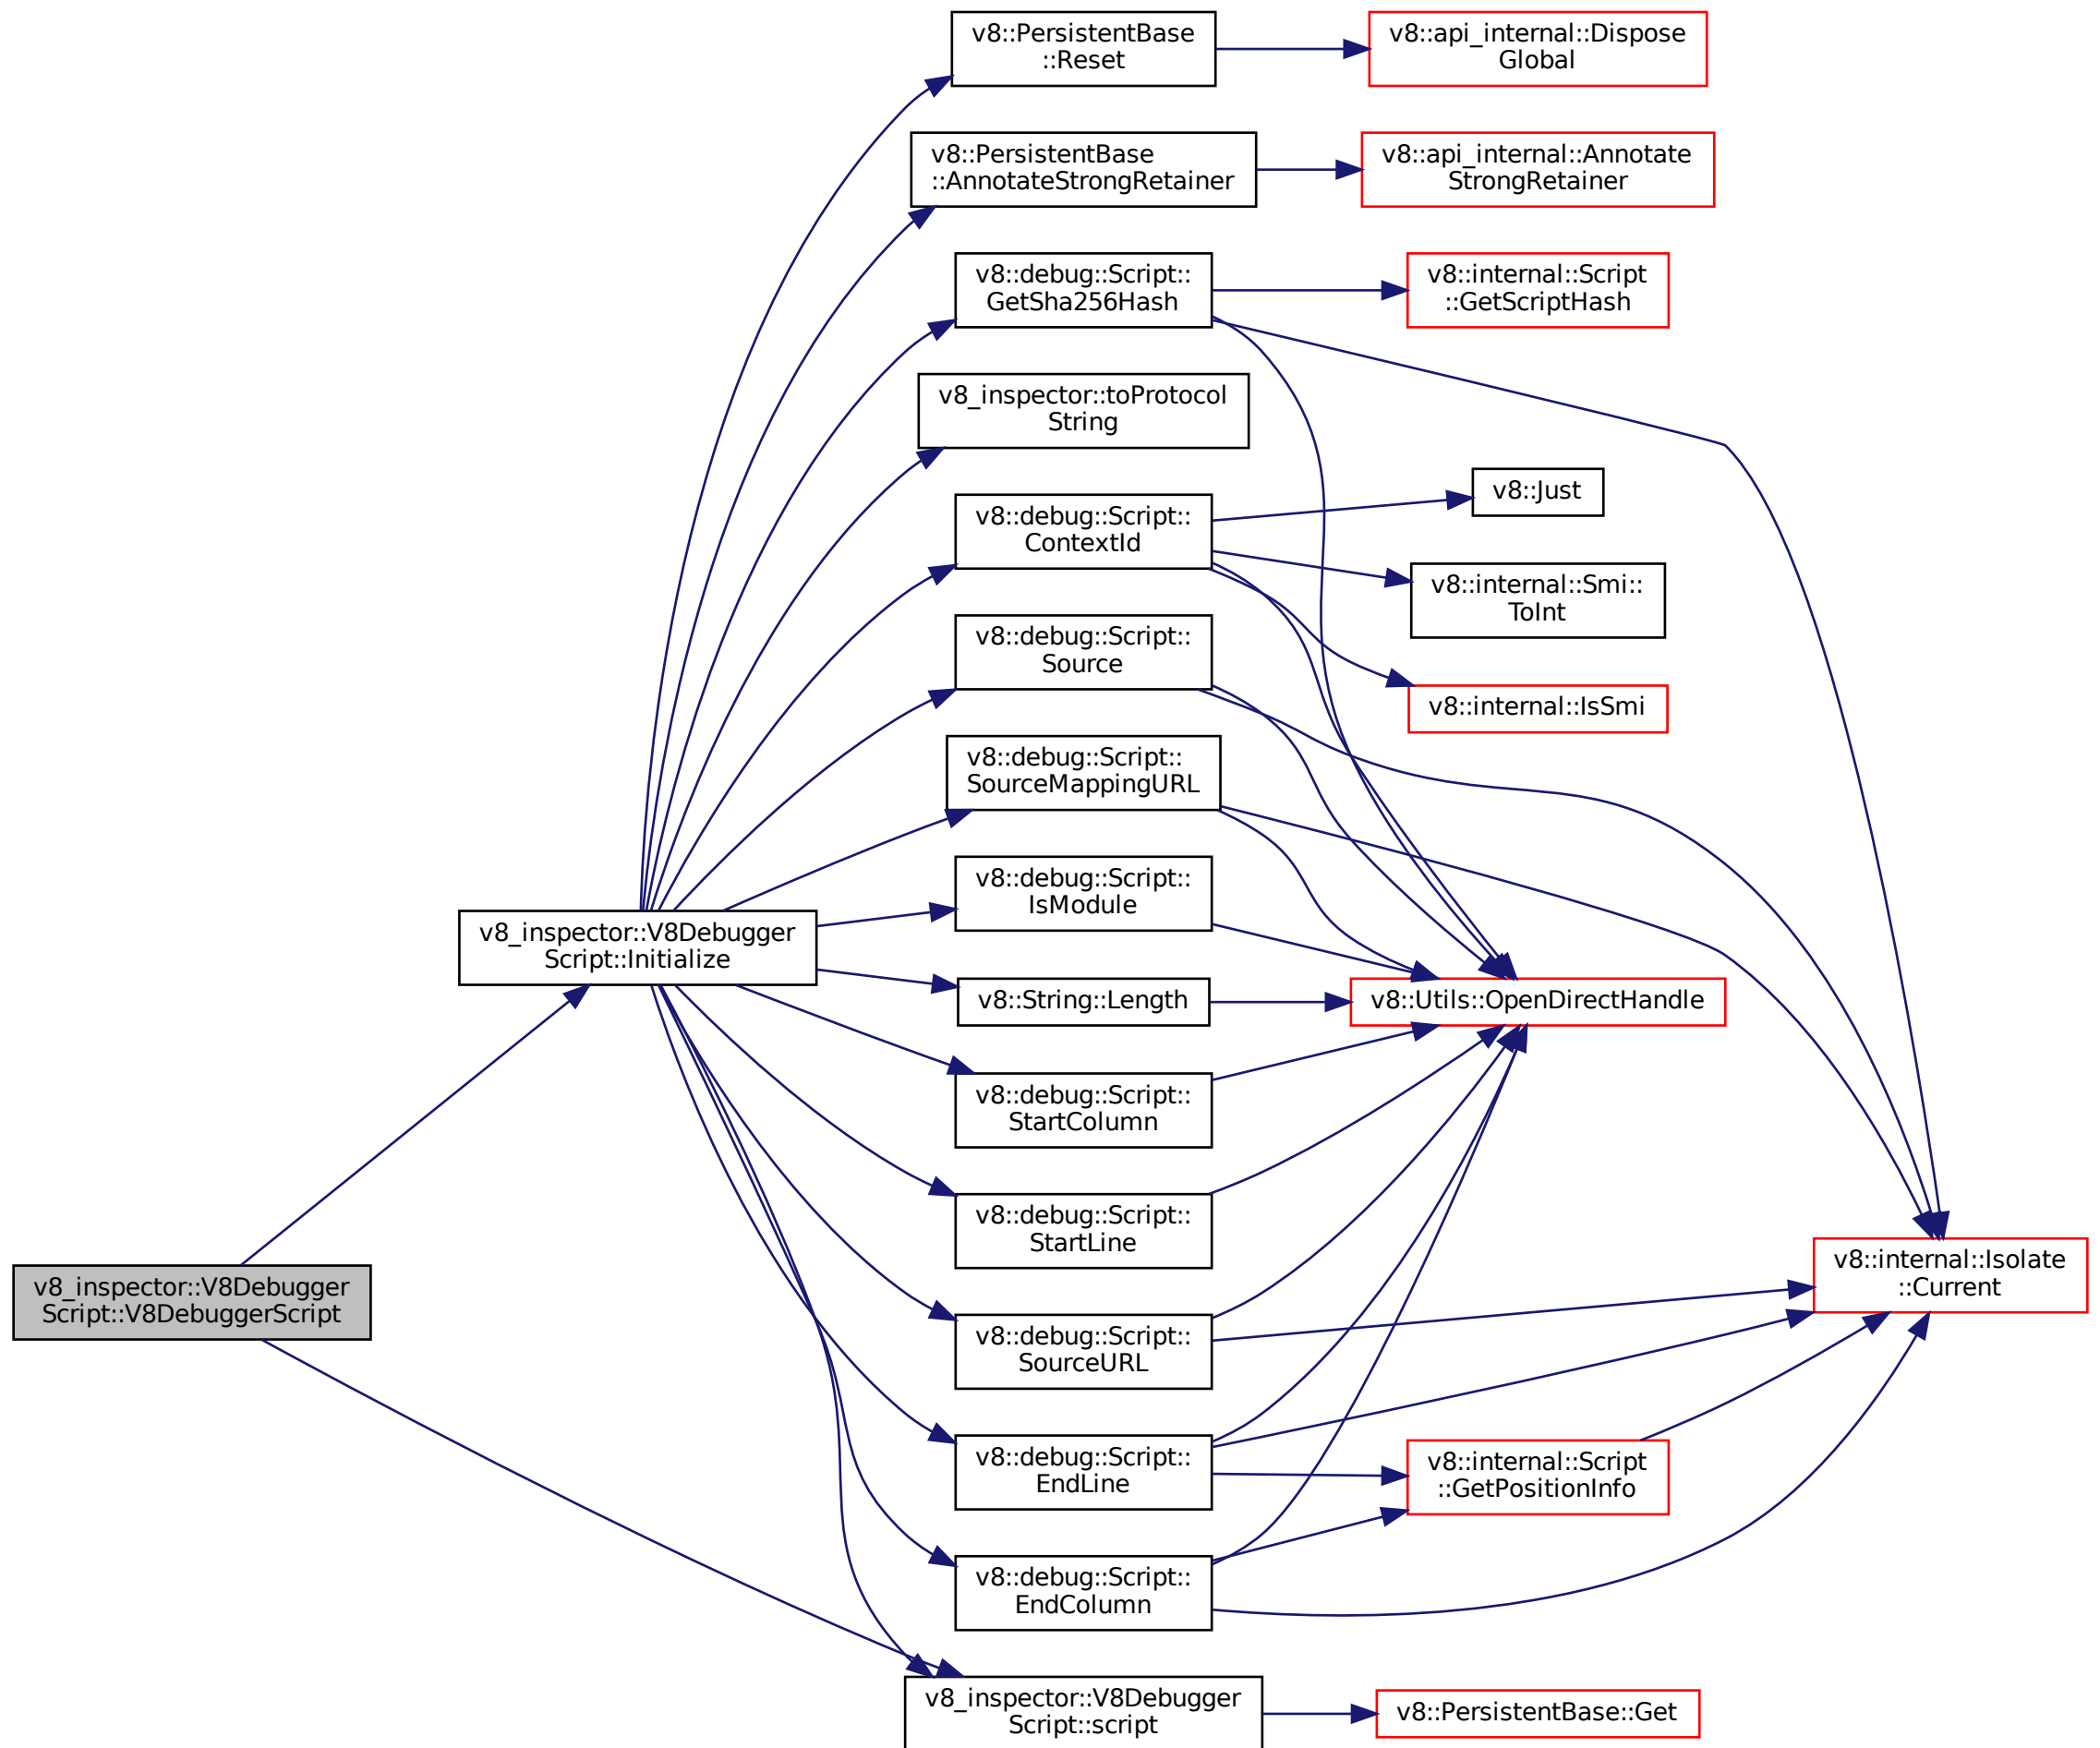 v8::PersistentBase
::Reset
v8::api_internal::Dispose
Global
v8::PersistentBase
::AnnotateStrongRetainer
v8::api_internal::Annotate
StrongRetainer
v8::debug::Script::
GetSha256Hash
v8::internal::Script
::GetScriptHash
v8_inspector::toProtocol
String
v8::debug::Script::
ContextId
v8::Just
v8::internal::Smi::
ToInt
v8::debug::Script::
Source
v8::internal::IsSmi
v8::debug::Script::
SourceMappingURL
v8::debug::Script::
IsModule
v8_inspector::V8Debugger
Script::Initialize
v8::String::Length
v8::Utils::OpenDirectHandle
v8::debug::Script::
StartColumn
v8::debug::Script::
StartLine
v8::internal::Isolate
::Current
v8_inspector::V8Debugger
Script::V8DebuggerScript
v8::debug::Script::
SourceURL
v8::debug::Script::
EndLine
v8::internal::Script
::GetPositionInfo
v8::debug::Script::
EndColumn
v8_inspector::V8Debugger
Script::script
v8::PersistentBase::Get